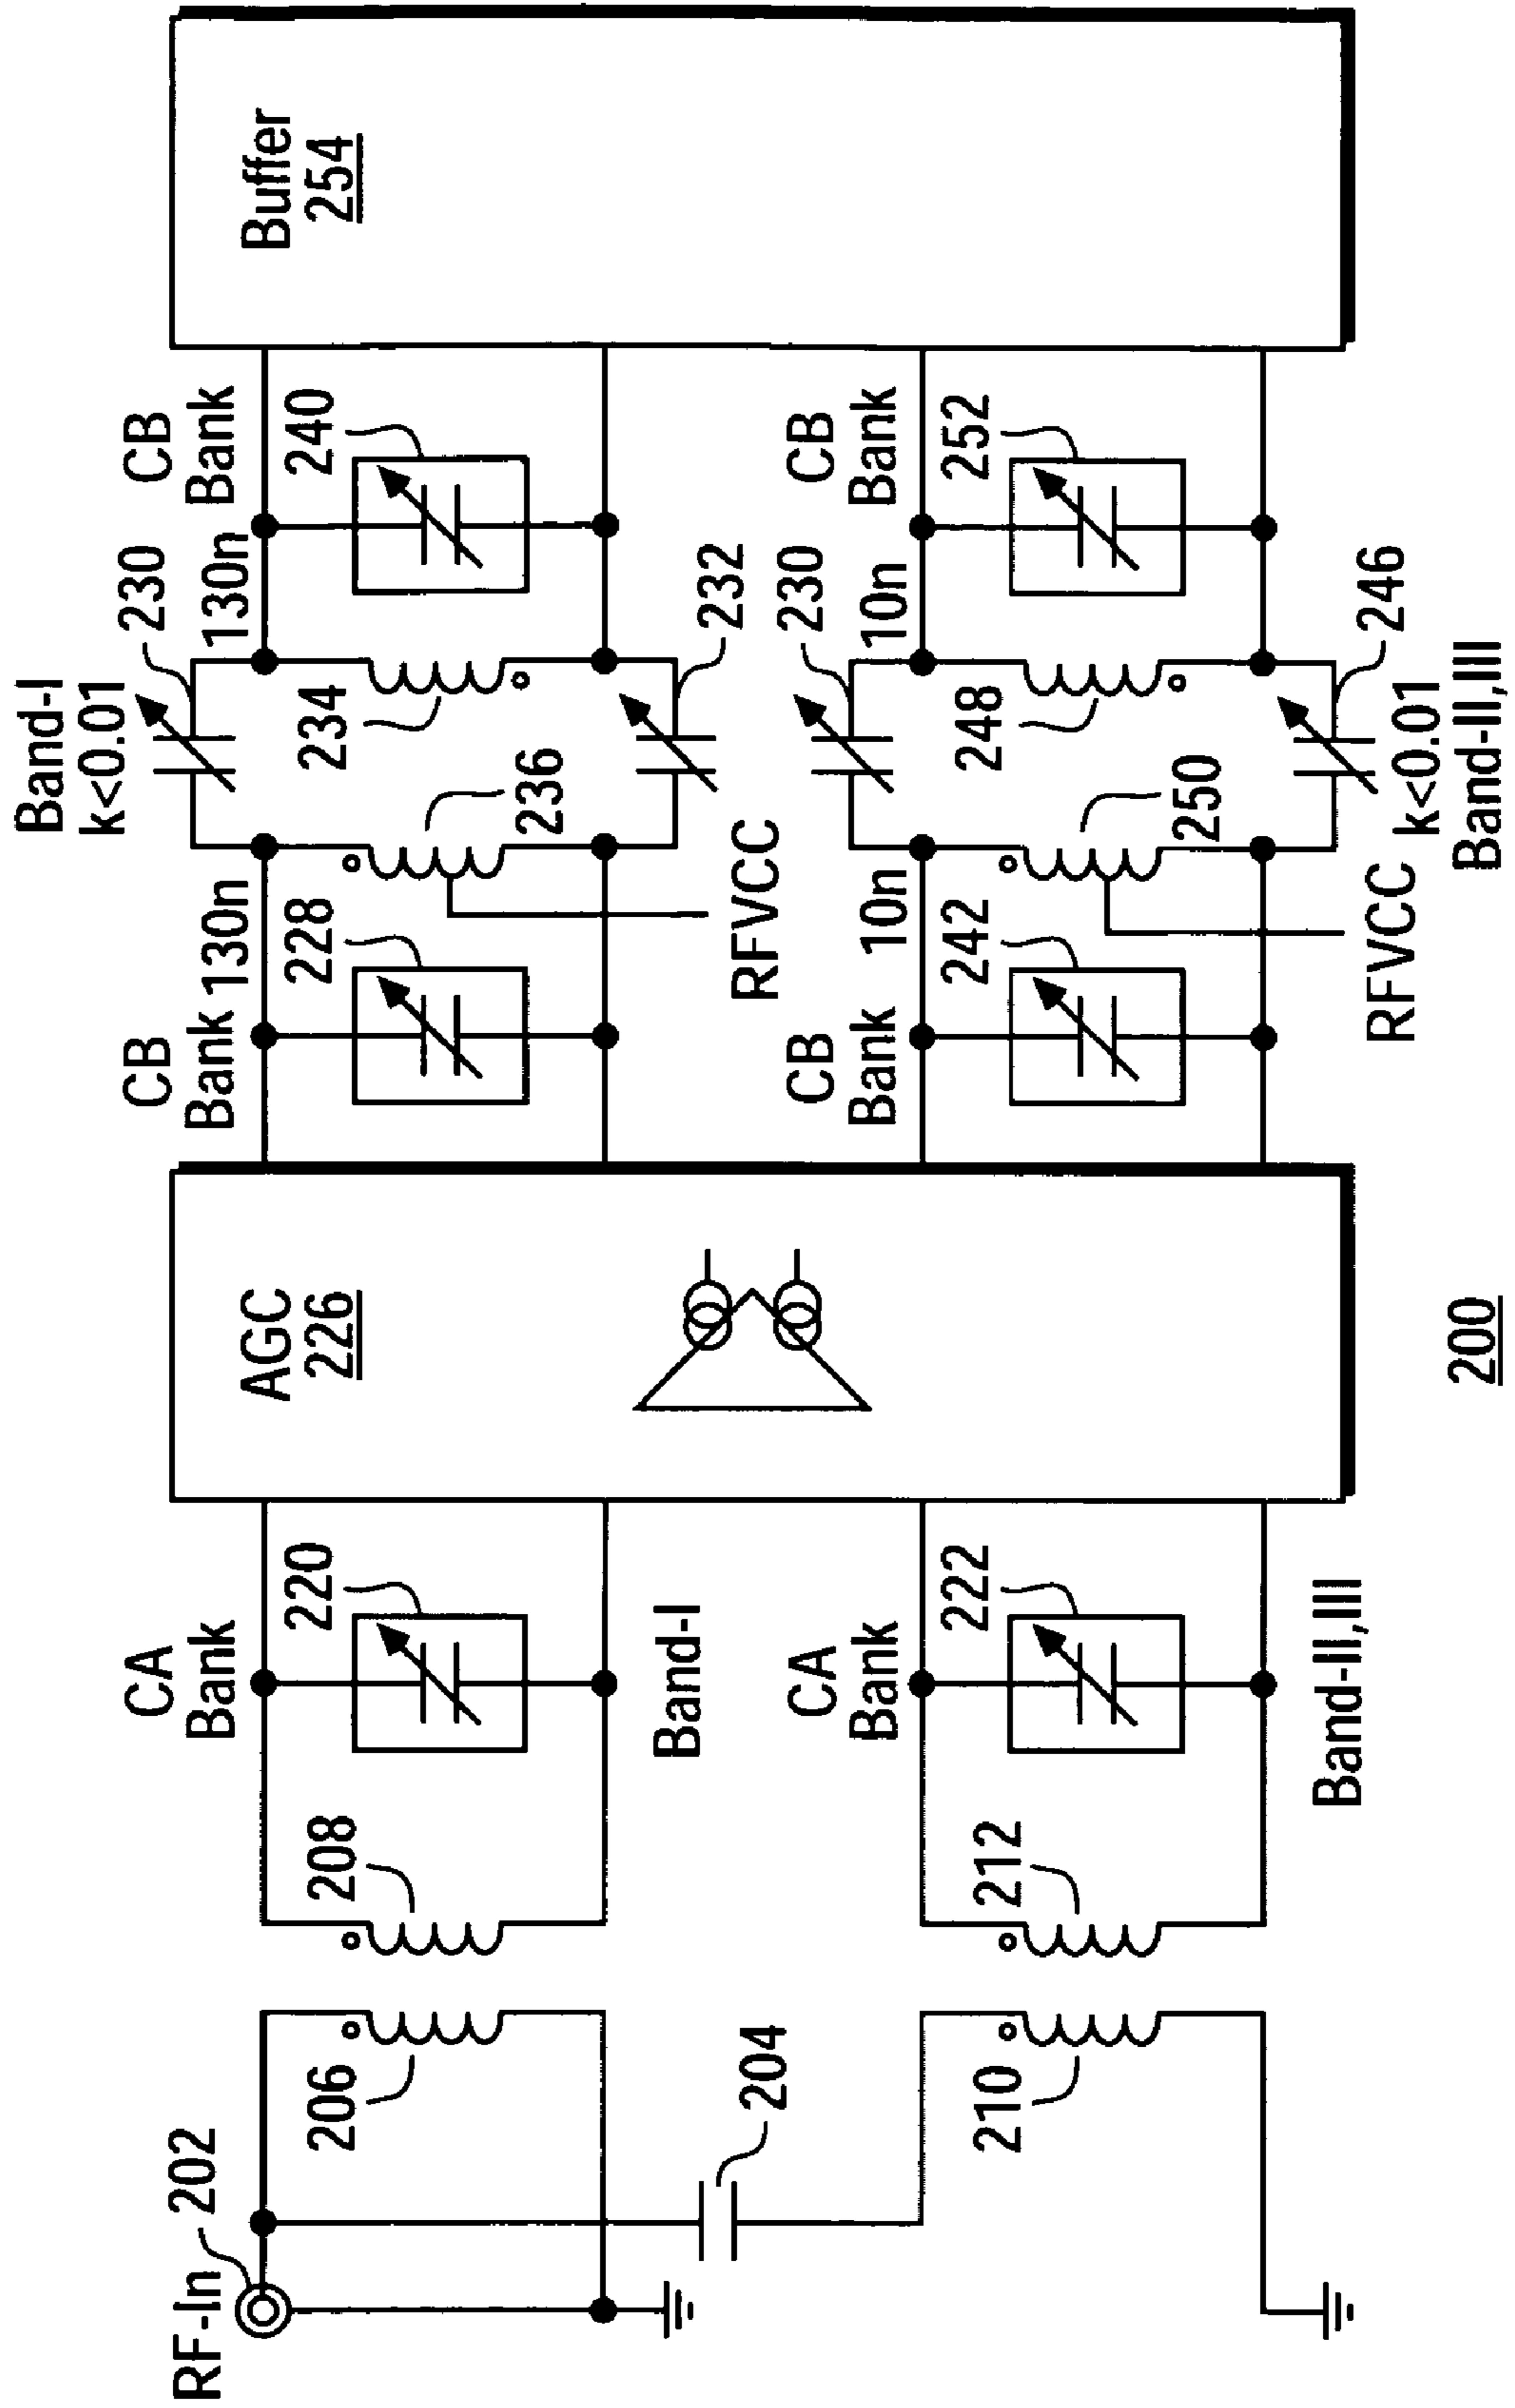 RF-In
202
206
204
210
208
212
CA
Bank
220
Band-I
CA
Bank
222
Band-II,III
AGC
226
200
CB
Bank
228
130n
Band-I
k<0.01
230
236
234
232
RFVCC
130n
CB
Bank
240
CB
Bank
242
10n
230
250
248
246
k<0.01
Band-II,III
RFVCC
10n
CB
Bank
252
Buffer
254